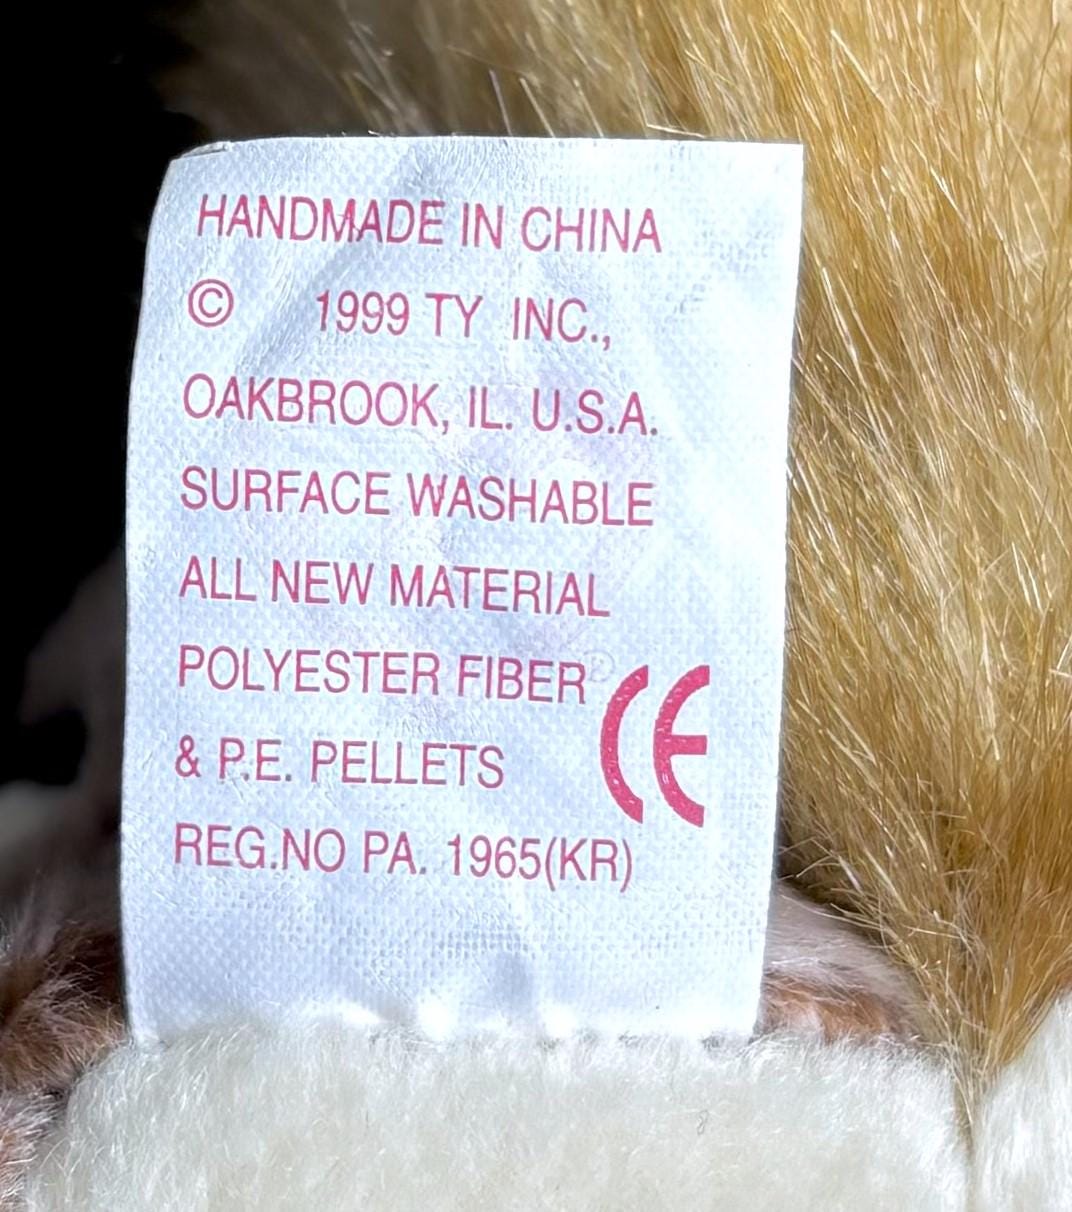 HANDMADE IN CHINA
© 1999 TY INC.,
OAKBROOK, IL. U.S.A.
SURFACE WASHABLE
ALL NEW MATERIAL
POLYESTER FIBER
& P.E. PELLETS
CE
REG.NO PA. 1965(KR)